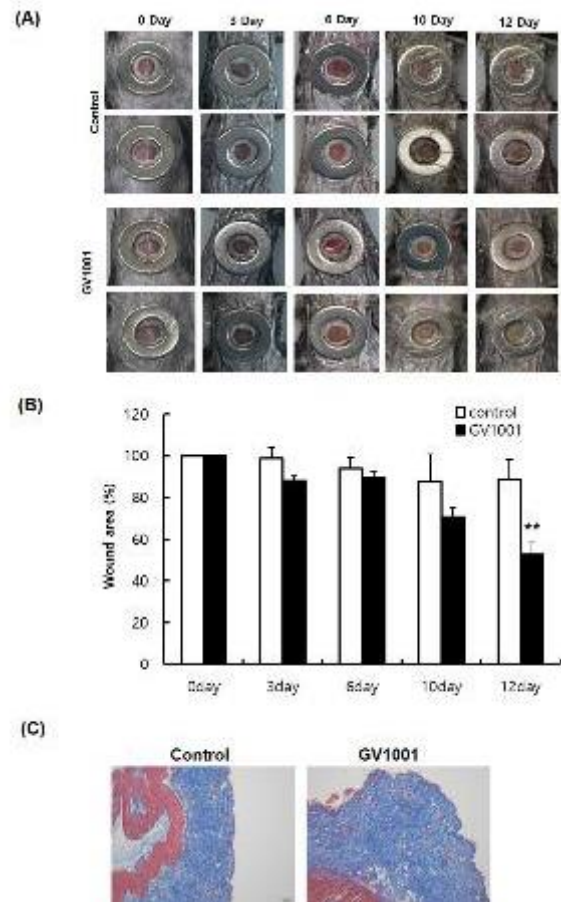 (A)
0 Day 3 Day 6 Day 10 Day 12 Day
Control
GV1001
(B)
120
100
80
60
40
20
0
Wound area (%)
control
GV1001
**
0day 3day 6day 10day 12day
(C)
Control GV1001